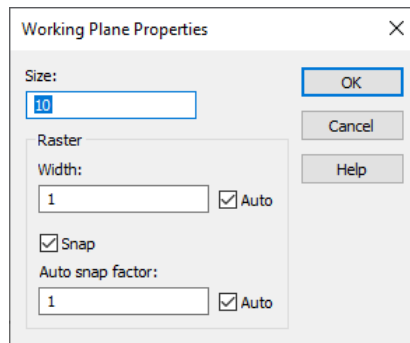 Working Plane Properties
Size:
10
OK
Cancel
Help
Raster
Width:
1
Auto
Snap
Auto snap factor:
1
Auto